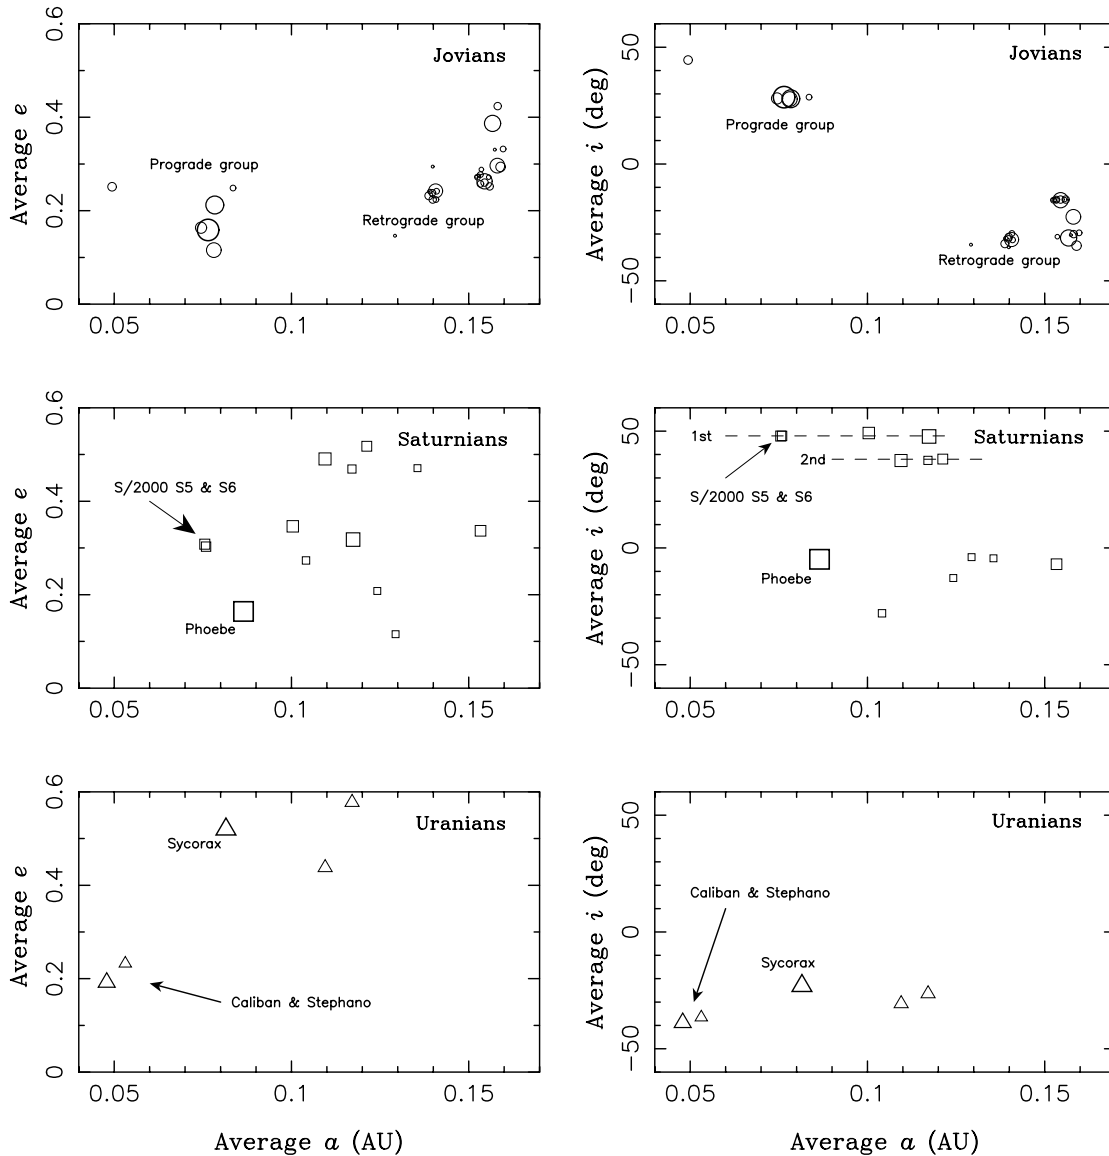 0.6
0.4
0.2
0
Average e
Jovians
Prograde group
Retrograde group
0.05
0.1
0.15
50
0
−50
Average i (deg)
Jovians
Prograde group
Retrograde group
0.05
0.1
0.15
0.6
0.4
0.2
0
Average e
Saturnians
S/2000 S5 & S6
Phoebe
0.05
0.1
0.15
50
0
−50
Average i (deg)
1st
Saturnians
2nd
S/2000 S5 & S6
Phoebe
0.05
0.1
0.15
0.6
0.4
0.2
0
Average e
Uranians
Sycorax
Caliban & Stephano
0.05
0.1
0.15
Average a (AU)
50
0
−50
Average i (deg)
Uranians
Caliban & Stephano
Sycorax
0.05
0.1
0.15
Average a (AU)